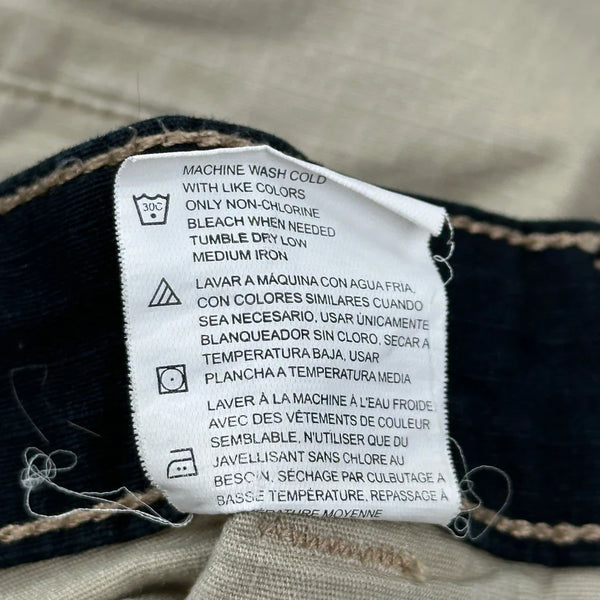 MACHINE WASH COLD
WITH LIKE COLORS
ONLY NON-CHLORINE
BLEACH WHEN NEEDED
TUMBLE DRY LOW
MEDIUM IRON
30C
LAVAR A MÁQUINA CON AGUA FRÍA,
CON COLORES SIMILARES CUANDO
SEA NECESARIO, USAR ÚNICAMENTE
BLANQUEADOR SIN CLORO, SECAR A
TEMPERATURA BAJA, USAR
PLANCHA A TEMPERATURA MEDIA
LAVER À LA MACHINE À L'EAU FROIDE,
AVEC DES VÊTEMENTS DE COULEUR
SEMBLABLE, N'UTILISER QUE DU
JAVELLISANT SANS CHLORE AU
BESOIN, SÉCHAGE PAR CULBUTAGE À
BASSE TEMPÉRATURE, REPASSAGE À
MOYENNE